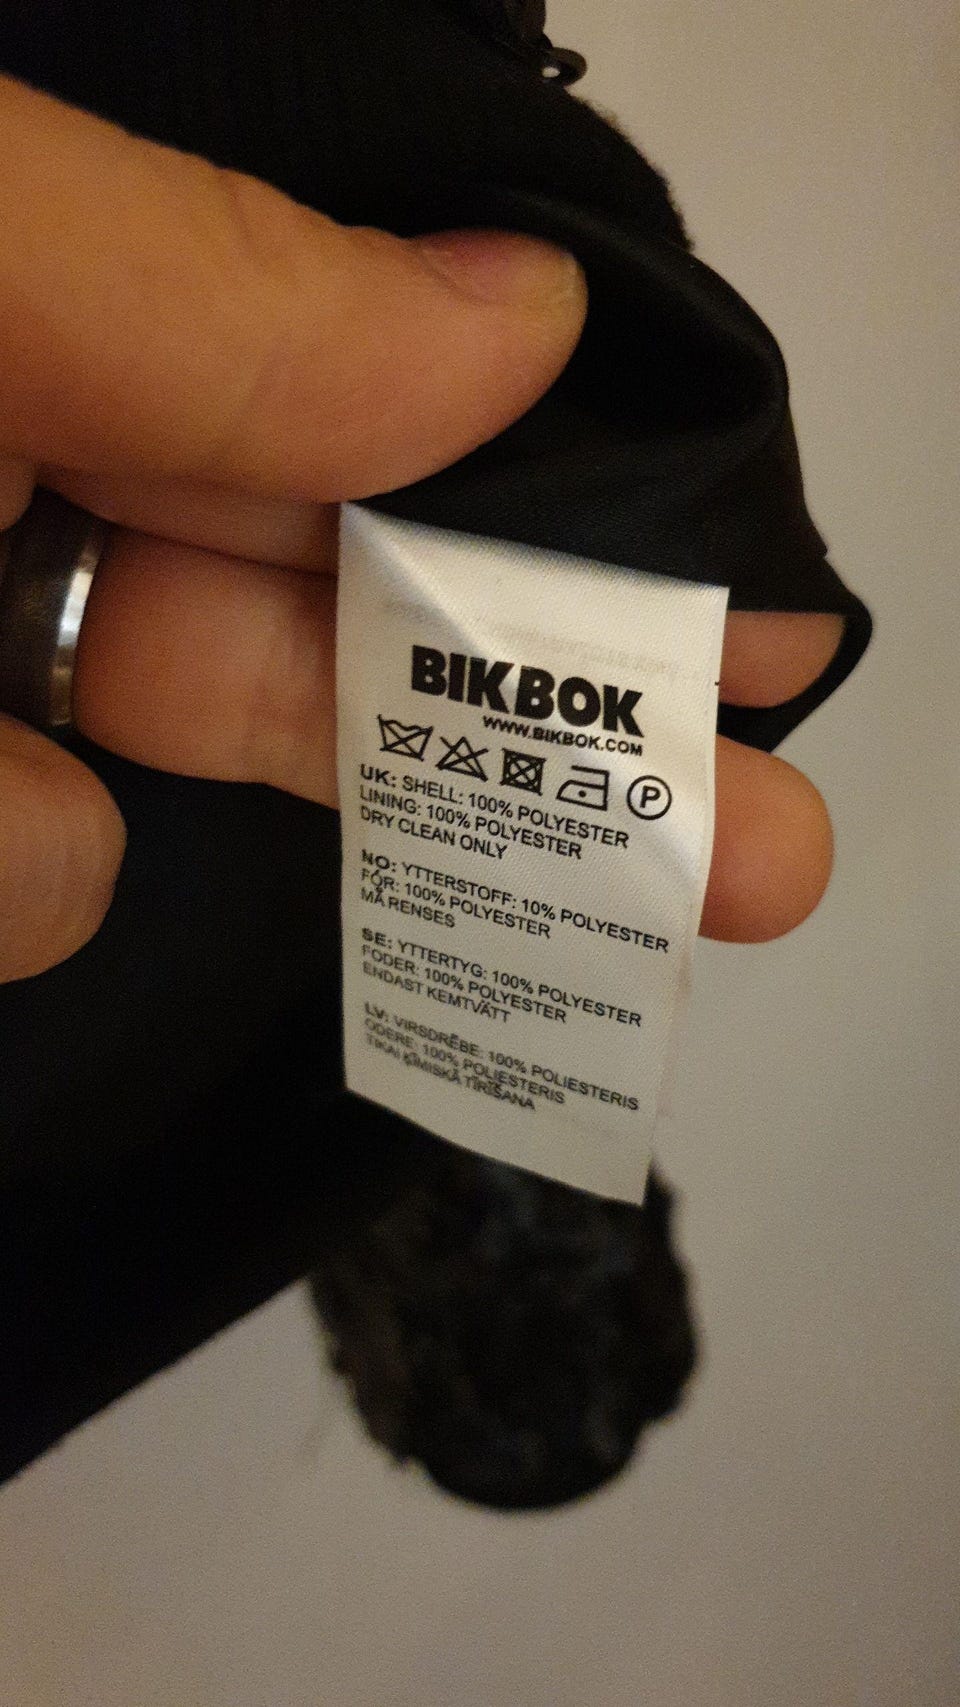 BIKBOK
WWW.BIKBOK.COM
P
UK: SHELL: 100% POLYESTER
LINING: 100% POLYESTER
DRY CLEAN ONLY
NO: YTTERSTOFF: 10% POLYESTER
FÓR: 100% POLYESTER
MÅ RENSES
SE: YTTERTYG: 100% POLYESTER
FODER: 100% POLYESTER
ENDAST KEMTVÄTT
LV: VIRSDRĒBE: 100% POLIESTERIS
ODERE: 100% POLIESTERIS
TIKAI ĶĪMISKĀ TĪRĪŠANA